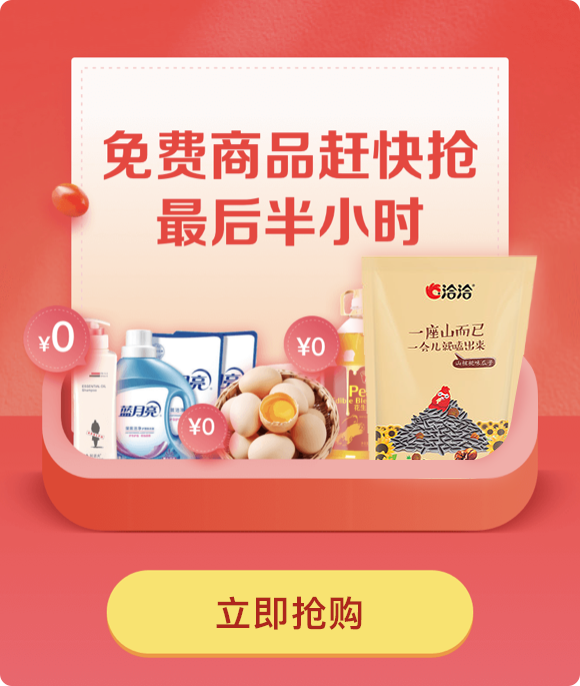 免费商品赶快抢
最后半小时
洽洽
一座山而已
一会儿就嗑出来
山核桃味瓜子
¥0
¥0
¥0
ESSENTIAL OIL
蓝月亮
立即抢购